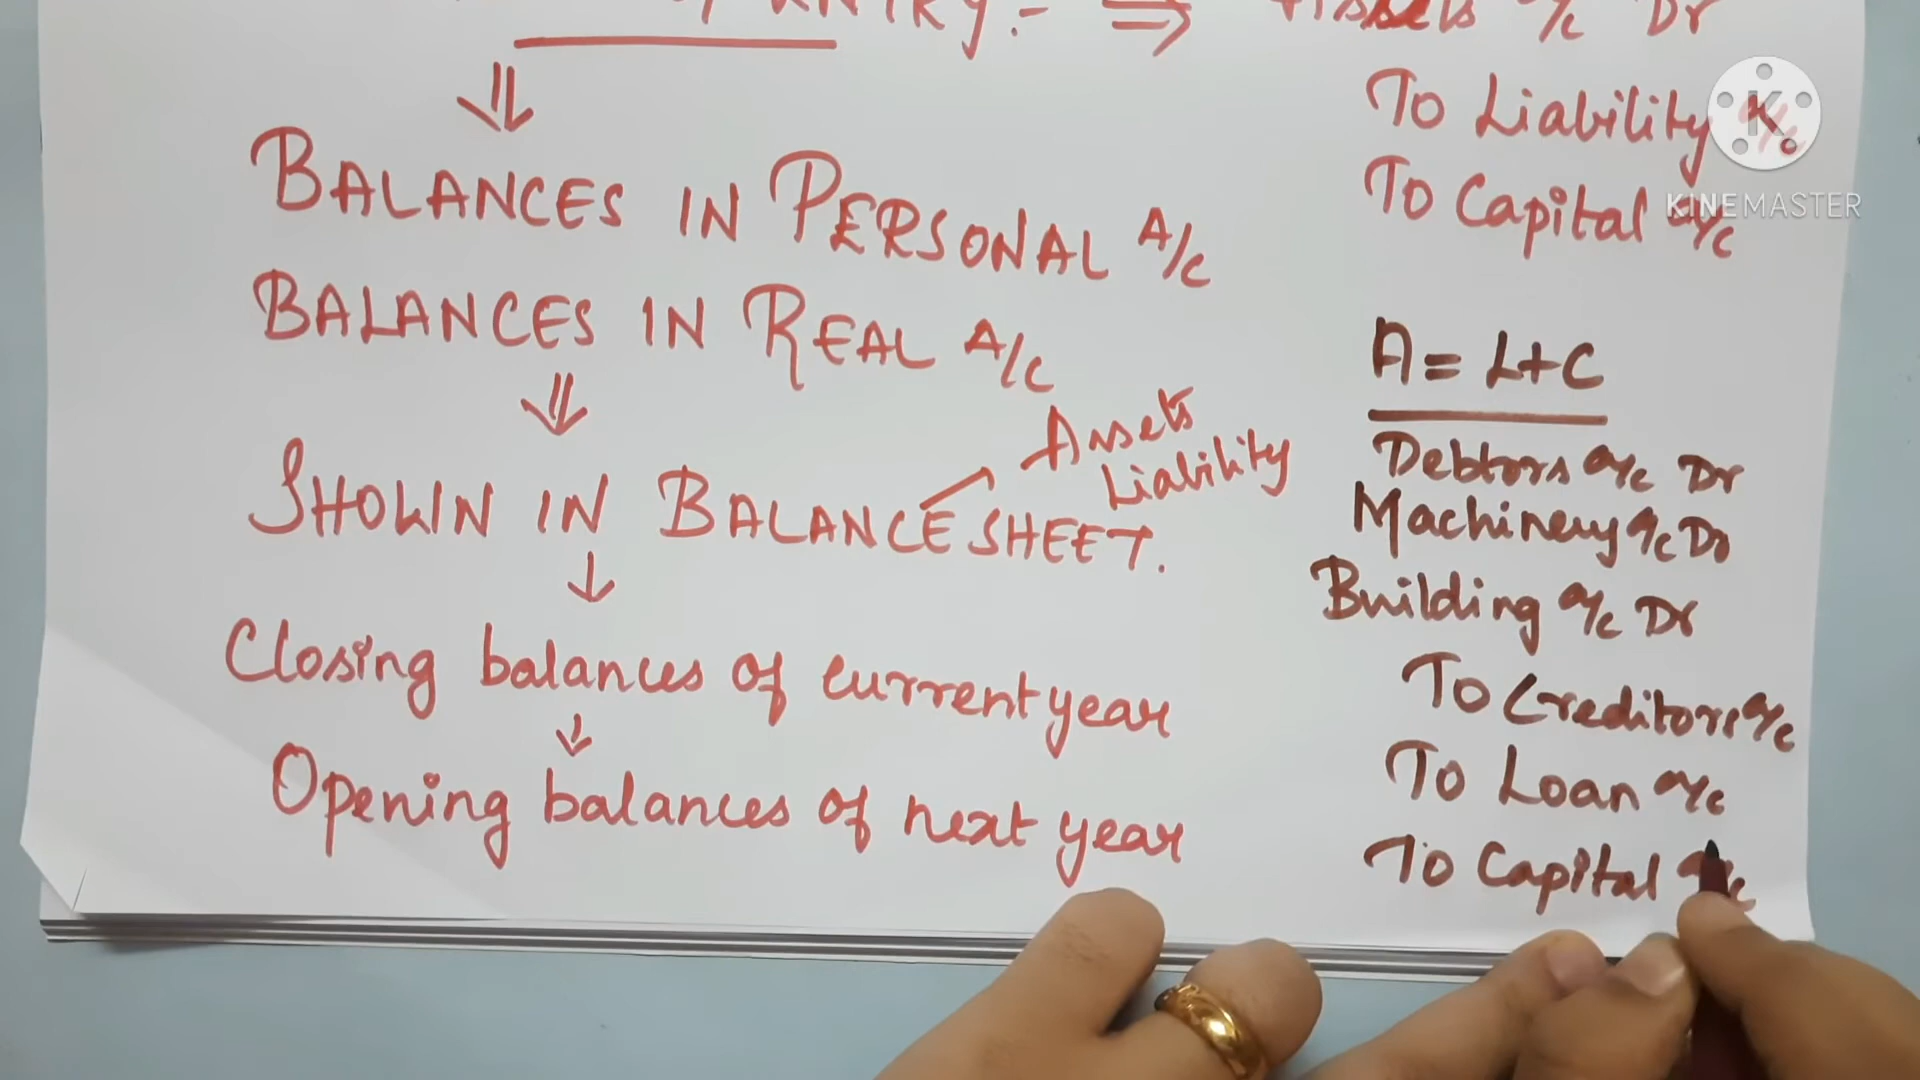 ENTRY :- ⇒ Assets a/c Dr
To Liability a/c
To Capital a/c
BALANCES IN PERSONAL A/C
BALANCES IN REAL A/C
SHOWN IN BALANCE SHEET.
Assets
Liability
Closing balances of current year
Opening balances of next year
A = L+C
Debtors a/c Dr
Machinery a/c Dr
Building a/c Dr
To Creditors a/c
To Loan a/c
To Capital a/c
K
KINEMASTER